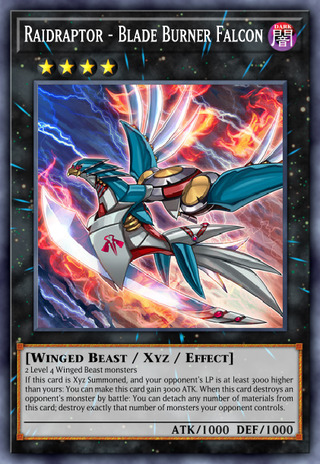 Raidraptor - Blade Burner Falcon
DARK
闇
[Winged Beast / Xyz / Effect]
2 Level 4 Winged Beast monsters
If this card is Xyz Summoned, and your opponent's LP is at least 3000 higher
than yours: You can make this card gain 3000 ATK. When this card destroys an
opponent's monster by battle: You can detach any number of materials from
this card; destroy exactly that number of monsters your opponent controls.
ATK/1000 DEF/1000